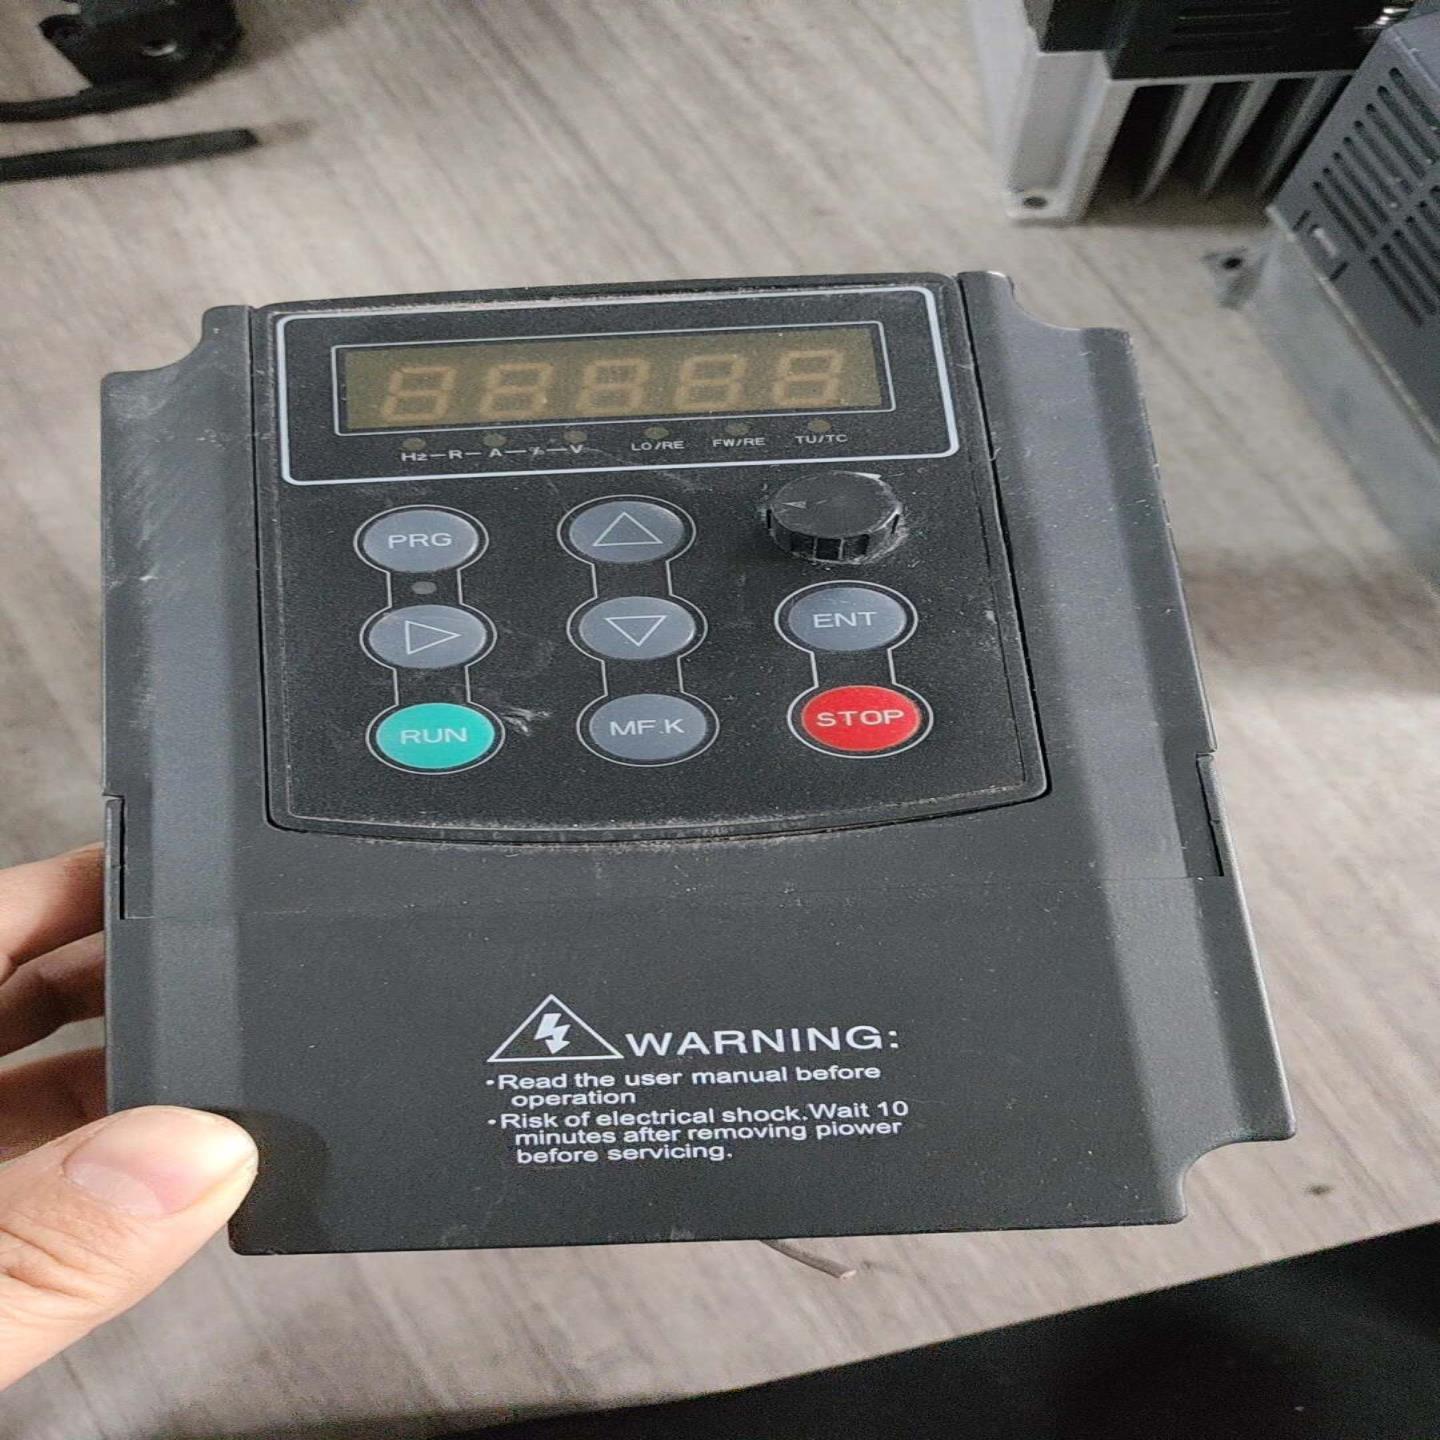 88888
Hz—R—A—%—V LO/RE FW/RE TU/TC
PRG
ENT
RUN MF.K STOP
WARNING:
•Read the user manual before
operation
•Risk of electrical shock.Wait 10
minutes after removing piower
before servicing.